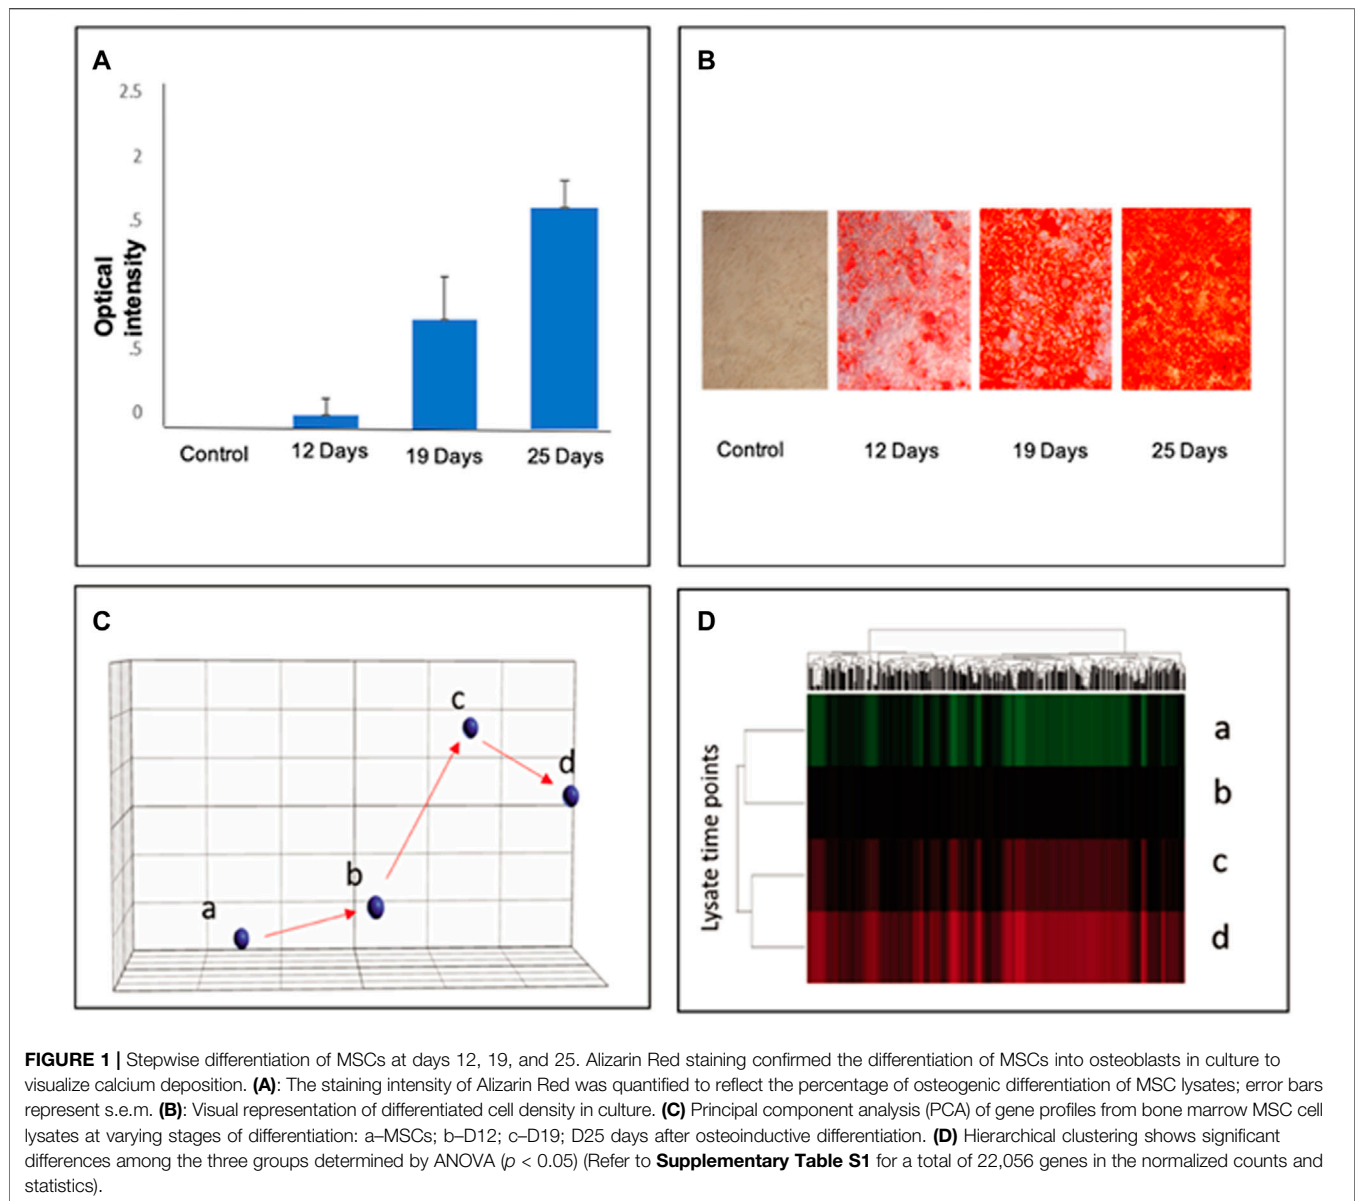 A
2.5
2
.5
Optical
intensity
.5
0
Control
12 Days
19 Days
25 Days
B
Control
12 Days
19 Days
25 Days
C
a
b
c
d
D
Lysate time points
a
b
c
d
FIGURE 1 | Stepwise differentiation of MSCs at days 12, 19, and 25. Alizarin Red staining confirmed the differentiation of MSCs into osteoblasts in culture to
visualize calcium deposition. (A): The staining intensity of Alizarin Red was quantified to reflect the percentage of osteogenic differentiation of MSC lysates; error bars
represent s.e.m. (B): Visual representation of differentiated cell density in culture. (C) Principal component analysis (PCA) of gene profiles from bone marrow MSC cell
lysates at varying stages of differentiation: a–MSCs; b–D12; c–D19; D25 days after osteoinductive differentiation. (D) Hierarchical clustering shows significant
differences among the three groups determined by ANOVA (p < 0.05) (Refer to Supplementary Table S1 for a total of 22,056 genes in the normalized counts and
statistics).